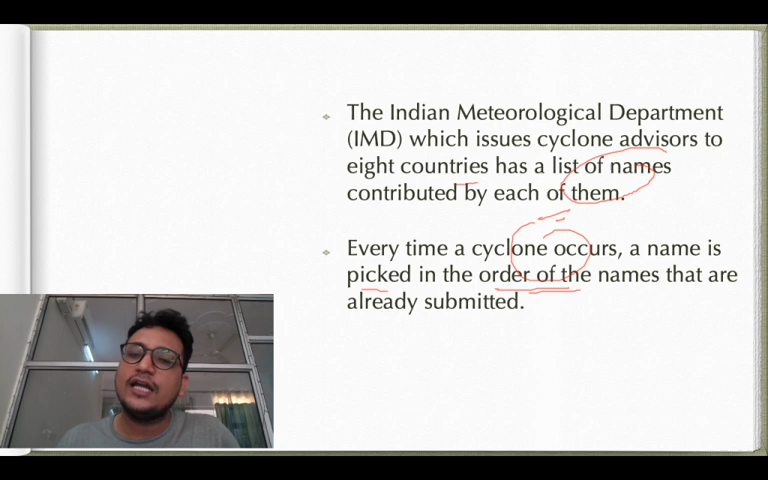 The Indian Meteorological Department
(IMD) which issues cyclone advisors to
eight countries has a list of names
contributed by each of them.
Every time a cyclone occurs, a name is
picked in the order of the names that are
already submitted.